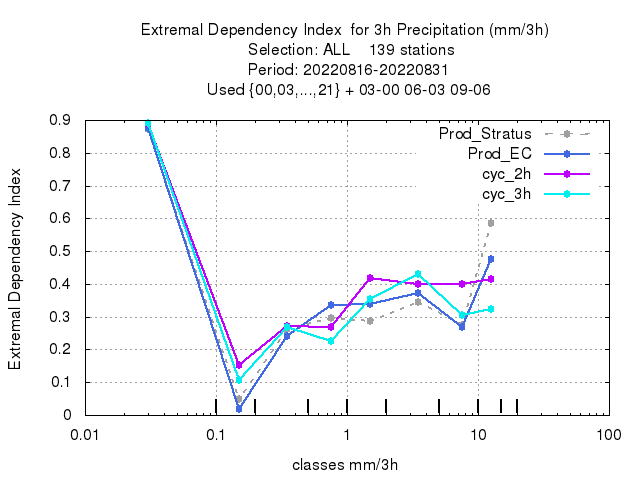 Extremal Dependency Index  for 3h Precipitation (mm/3h)
Selection: ALL    139 stations
Period: 20220816-20220831
Used {00,03,...,21} + 03-00 06-03 09-06
Prod_Stratus
Prod_EC
cyc_2h
cyc_3h
Extremal Dependency Index
0.9
0.8
0.7
0.6
0.5
0.4
0.3
0.2
0.1
0
0.01
0.1
1
10
100
classes mm/3h